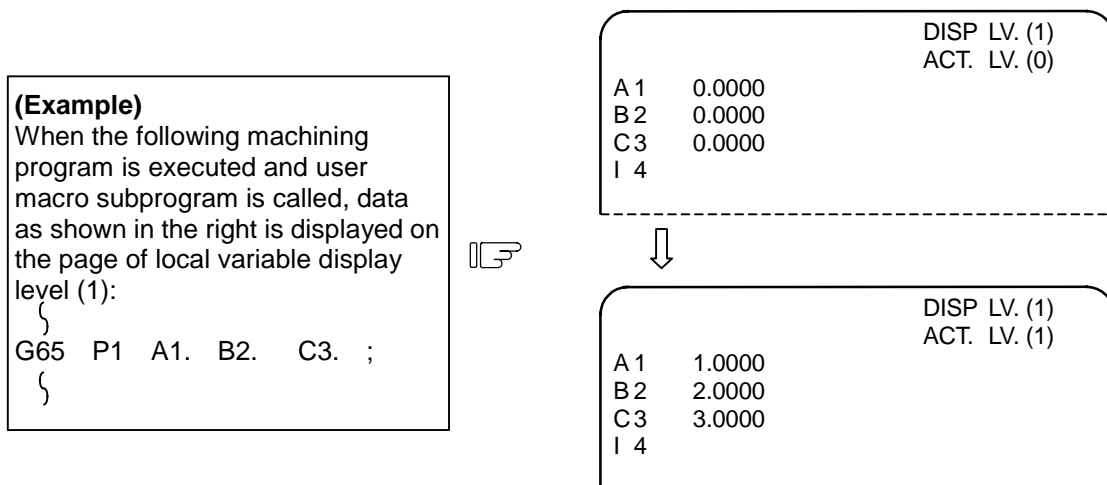 (Example)
When the following machining
program is executed and user
macro subprogram is called, data
as shown in the right is displayed on
the page of local variable display
level (1):
G65 P1 A1. B2. C3. ;
DISP LV. (1)
ACT. LV. (0)
A 1 0.0000
B 2 0.0000
C 3 0.0000
I 4
DISP LV. (1)
ACT. LV. (1)
A 1 1.0000
B 2 2.0000
C 3 3.0000
I 4